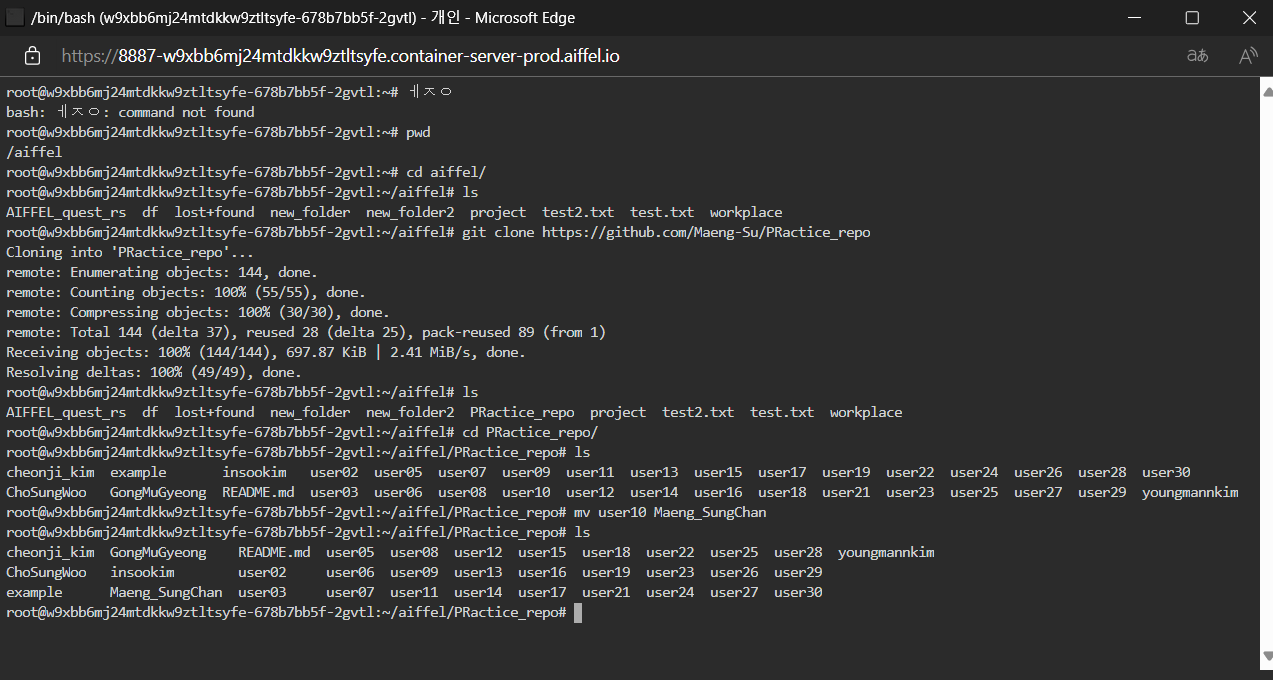 /bin/bash (w9xbb6mj24mtdkkw9ztltsyfe-678b7bb5f-2gvtl) - 개인 - Microsoft Edge
https://8887-w9xbb6mj24mtdkkw9ztltsyfe.container-server-prod.aiffel.io
root@w9xbb6mj24mtdkkw9ztltsyfe-678b7bb5f-2gvtl:~# ㅔㅈㅇ
bash: ㅔㅈㅇ: command not found
root@w9xbb6mj24mtdkkw9ztltsyfe-678b7bb5f-2gvtl:~# pwd
/aiffel
root@w9xbb6mj24mtdkkw9ztltsyfe-678b7bb5f-2gvtl:~# cd aiffel/
root@w9xbb6mj24mtdkkw9ztltsyfe-678b7bb5f-2gvtl:~/aiffel# ls
AIFFEL_quest_rs  df  lost+found  new_folder  new_folder2  project  test2.txt  test.txt  workplace
root@w9xbb6mj24mtdkkw9ztltsyfe-678b7bb5f-2gvtl:~/aiffel# git clone https://github.com/Maeng-Su/PRactice_repo
Cloning into 'PRactice_repo'...
remote: Enumerating objects: 144, done.
remote: Counting objects: 100% (55/55), done.
remote: Compressing objects: 100% (30/30), done.
remote: Total 144 (delta 37), reused 28 (delta 25), pack-reused 89 (from 1)
Receiving objects: 100% (144/144), 697.87 KiB | 2.41 MiB/s, done.
Resolving deltas: 100% (49/49), done.
root@w9xbb6mj24mtdkkw9ztltsyfe-678b7bb5f-2gvtl:~/aiffel# ls
AIFFEL_quest_rs  df  lost+found  new_folder  new_folder2  PRactice_repo  project  test2.txt  test.txt  workplace
root@w9xbb6mj24mtdkkw9ztltsyfe-678b7bb5f-2gvtl:~/aiffel# cd PRactice_repo/
root@w9xbb6mj24mtdkkw9ztltsyfe-678b7bb5f-2gvtl:~/aiffel/PRactice_repo# ls
cheonji_kim  example       insookim   user02  user05  user07  user09  user11  user13  user15  user17  user19  user22  user24  user26  user28  user30
ChoSungWoo   GongMuGyeong  README.md  user03  user06  user08  user10  user12  user14  user16  user18  user21  user23  user25  user27  user29  youngmannkim
root@w9xbb6mj24mtdkkw9ztltsyfe-678b7bb5f-2gvtl:~/aiffel/PRactice_repo# mv user10 Maeng_SungChan
root@w9xbb6mj24mtdkkw9ztltsyfe-678b7bb5f-2gvtl:~/aiffel/PRactice_repo# ls
cheonji_kim  GongMuGyeong    README.md  user05  user08  user12  user15  user18  user22  user25  user28  youngmannkim
ChoSungWoo   insookim        user02     user06  user09  user13  user16  user19  user23  user26  user29
example      Maeng_SungChan  user03     user07  user11  user14  user17  user21  user24  user27  user30
root@w9xbb6mj24mtdkkw9ztltsyfe-678b7bb5f-2gvtl:~/aiffel/PRactice_repo#